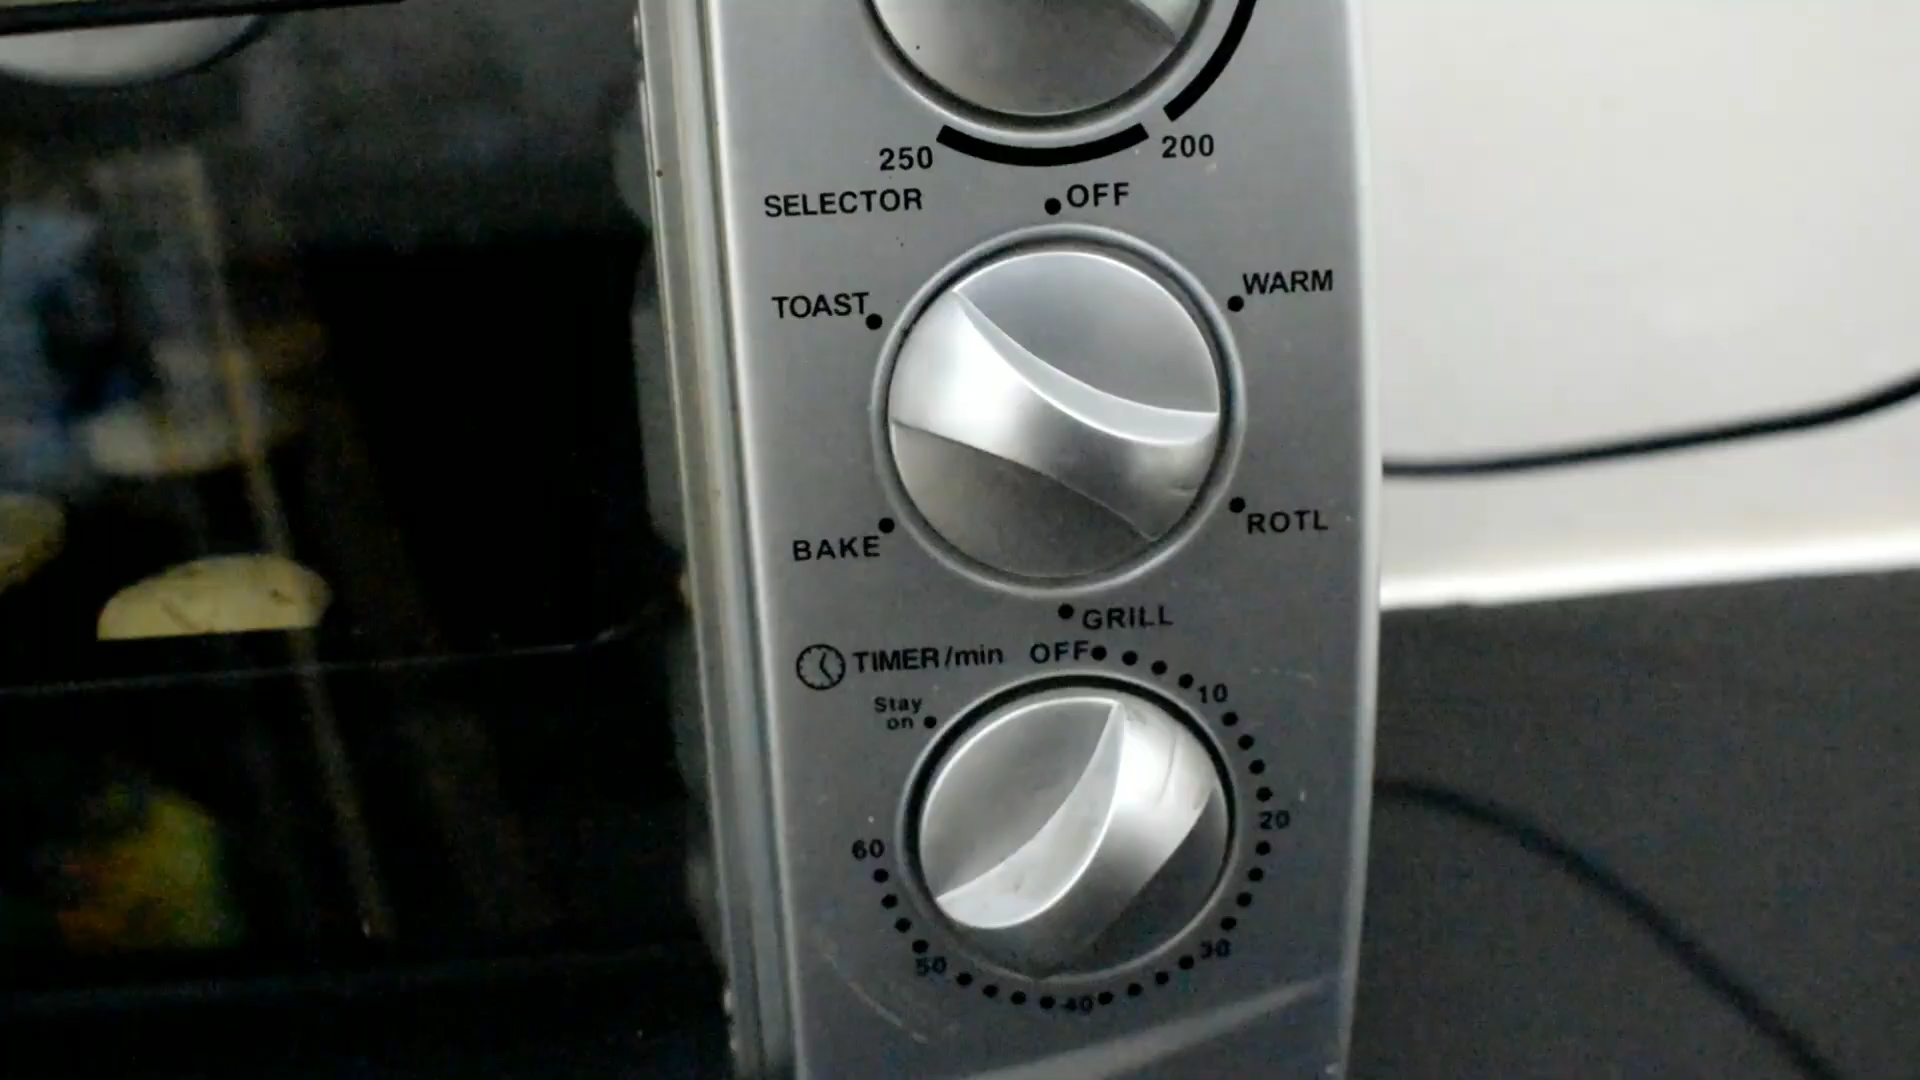 250 200
SELECTOR
OFF
TOAST
WARM
BAKE
ROTL
GRILL
TIMER/min OFF
Stay
on
10
20
60
30
50
40